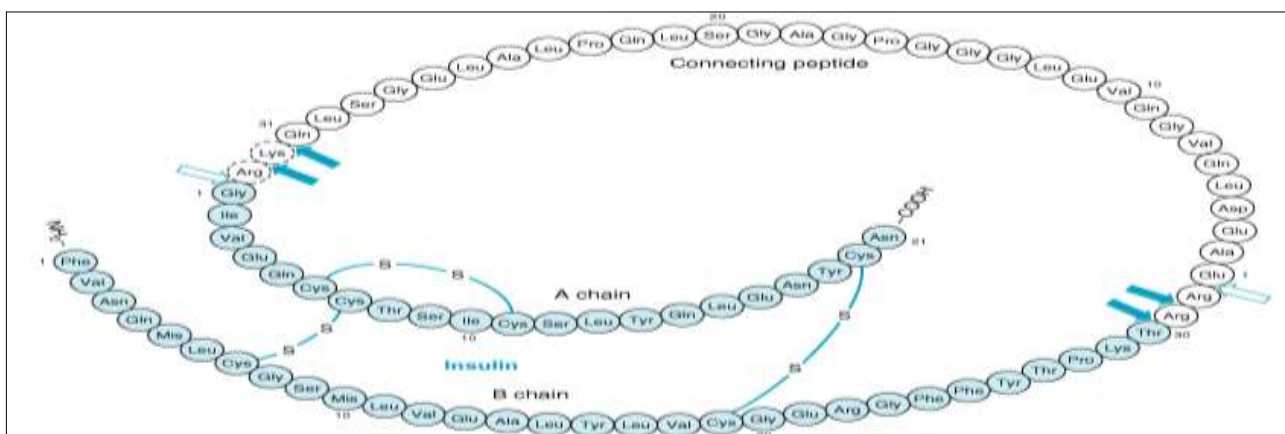 20
Gln Leu Ser Gly Glu Leu Ala Leu Pro Gln Leu Ser Gly Ala Gly Pro Gly Gly Gly Leu Glu Val Gln Gly Val Gln Leu Asp Glu Ala Glu Arg Arg
Connecting peptide
10
31
Lys
Arg
1
1
30
NH₂-
-COOH
21
Gly Ile Val Glu Gln Cys Cys Thr Ser Ile Cys Ser Leu Tyr Gln Leu Glu Asn Tyr Cys Asn
S S
A chain
10
S
S
S
S
Insulin
B chain
1
Phe Val Asn Gln Mis Leu Cys Gly Ser Mis Leu Val Glu Ala Leu Tyr Leu Val Cys Gly Glu Arg Gly Phe Phe Tyr Thr Pro Lys Thr
10